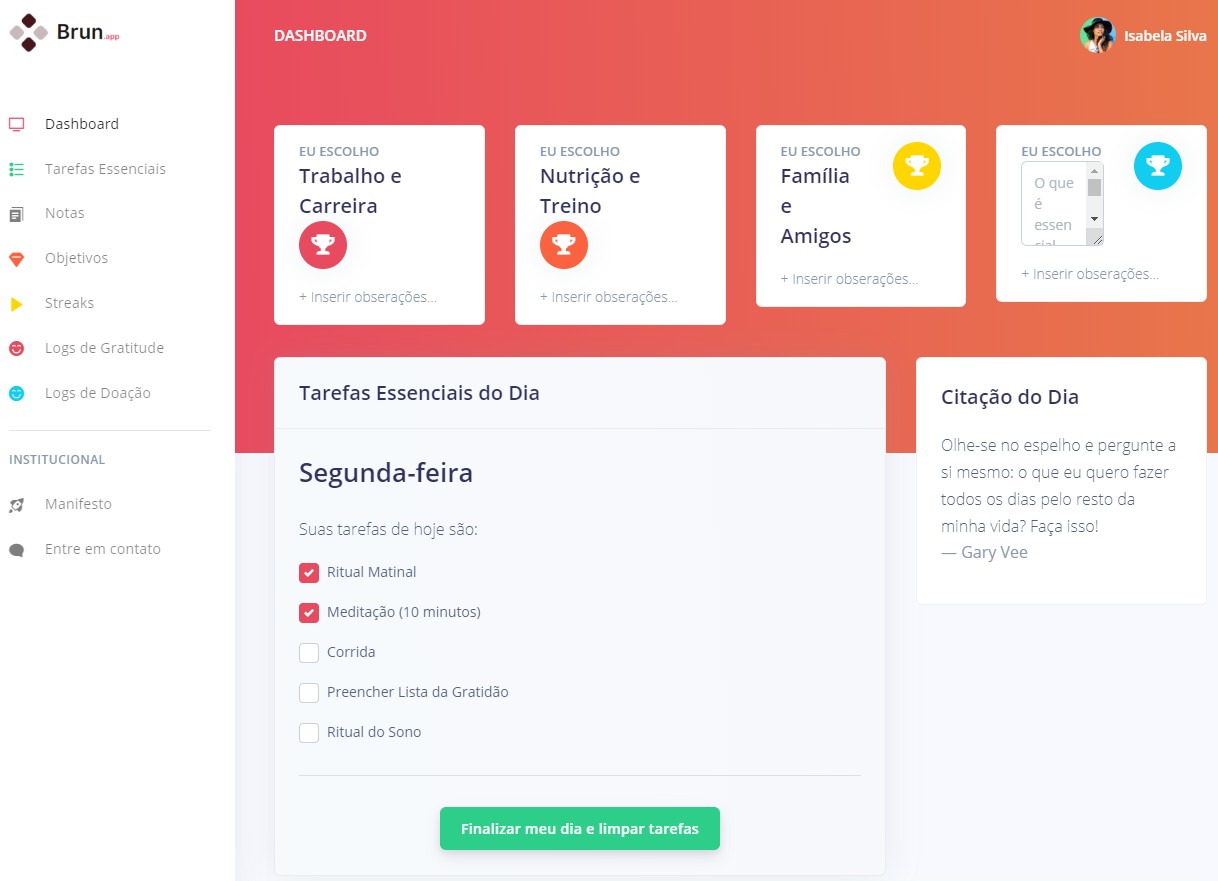 Brun.app
Dashboard
Tarefas Essenciais
Notas
Objetivos
Streaks
Logs de Gratitude
Logs de Doação
INSTITUCIONAL
Manifesto
Entre em contato
DASHBOARD
Isabela Silva
EU ESCOLHO
Trabalho e
Carreira
+ Inserir obserações...
EU ESCOLHO
Nutrição e
Treino
+ Inserir obserações...
EU ESCOLHO
Família
e
Amigos
+ Inserir obserações...
EU ESCOLHO
O que
é
essen
cial
+ Inserir obserações...
Tarefas Essenciais do Dia
Segunda-feira
Suas tarefas de hoje são:
Ritual Matinal
Meditação (10 minutos)
Corrida
Preencher Lista da Gratidão
Ritual do Sono
Finalizar meu dia e limpar tarefas
Citação do Dia
Olhe-se no espelho e pergunte a
si mesmo: o que eu quero fazer
todos os dias pelo resto da
minha vida? Faça isso!
— Gary Vee